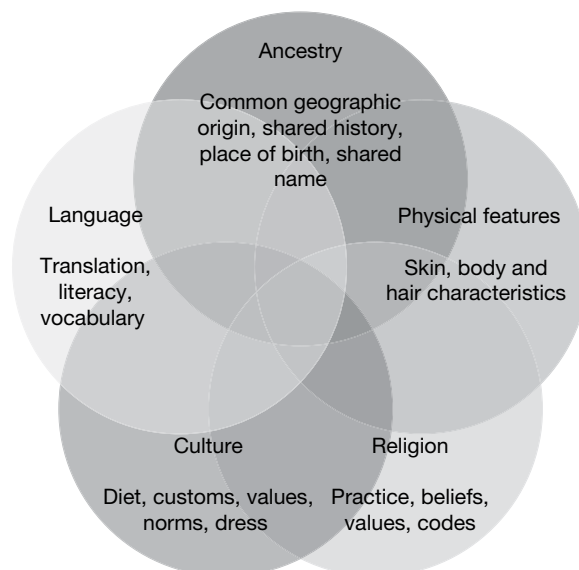 Ancestry
Common geographic
origin, shared history,
place of birth, shared
name
Language
Translation,
literacy,
vocabulary
Physical features
Skin, body and
hair characteristics
Culture
Diet, customs, values,
norms, dress
Religion
Practice, beliefs,
values, codes